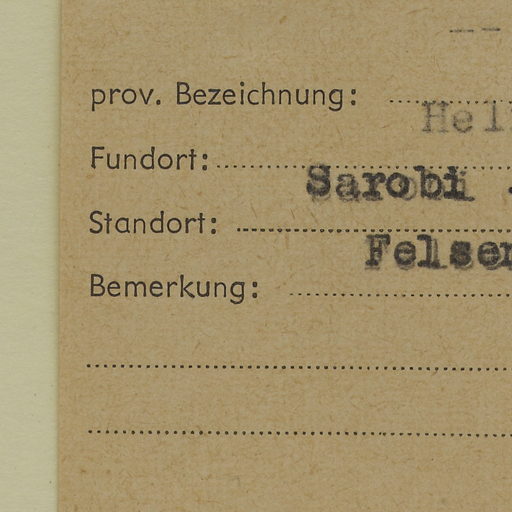 prov. Bezeichnung:
Fundort:
Sarobi
Standort:
Bemerkung: